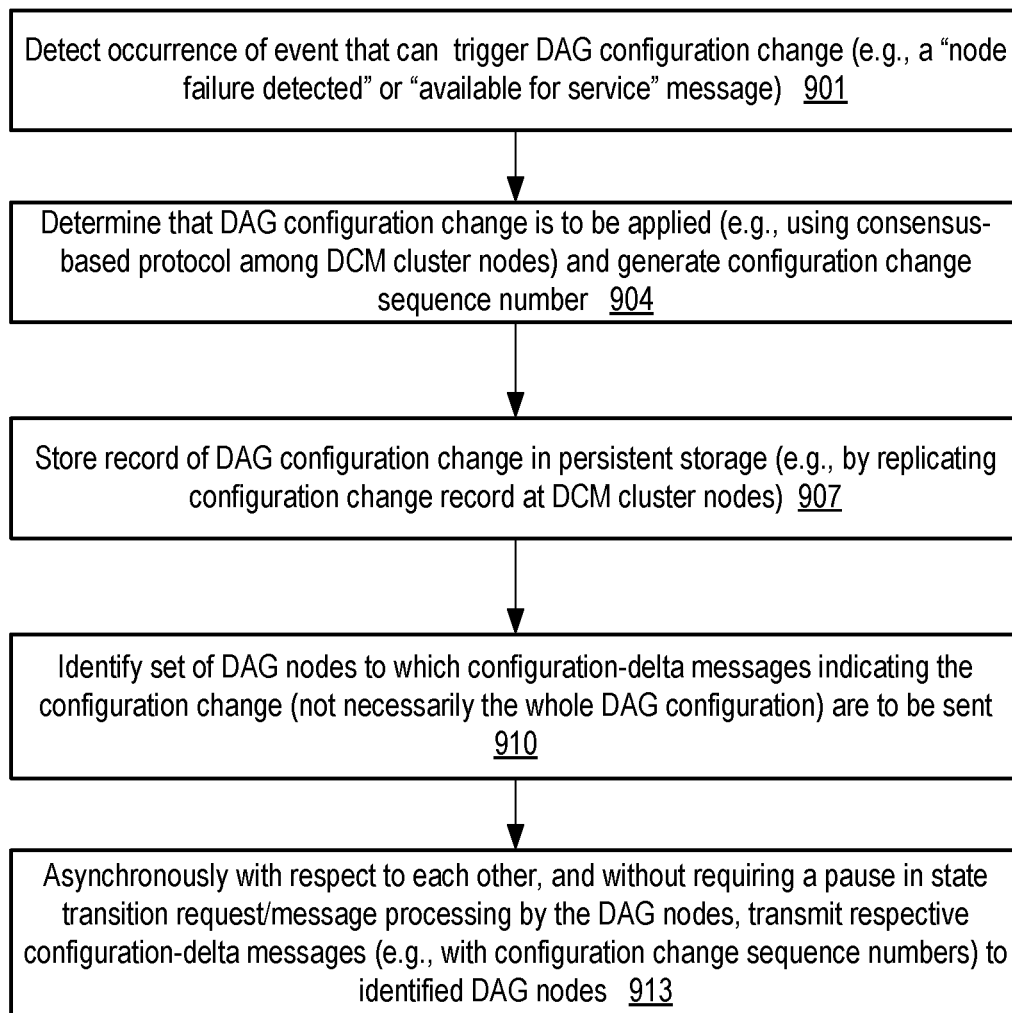 Detect occurrence of event that can trigger DAG configuration change (e.g., a “node
failure detected” or “available for service” message) 901
Determine that DAG configuration change is to be applied (e.g., using consensus-
based protocol among DCM cluster nodes) and generate configuration change
sequence number 904
Store record of DAG configuration change in persistent storage (e.g., by replicating
configuration change record at DCM cluster nodes) 907
Identify set of DAG nodes to which configuration-delta messages indicating the
configuration change (not necessarily the whole DAG configuration) are to be sent
910
Asynchronously with respect to each other, and without requiring a pause in state
transition request/message processing by the DAG nodes, transmit respective
configuration-delta messages (e.g., with configuration change sequence numbers) to
identified DAG nodes 913